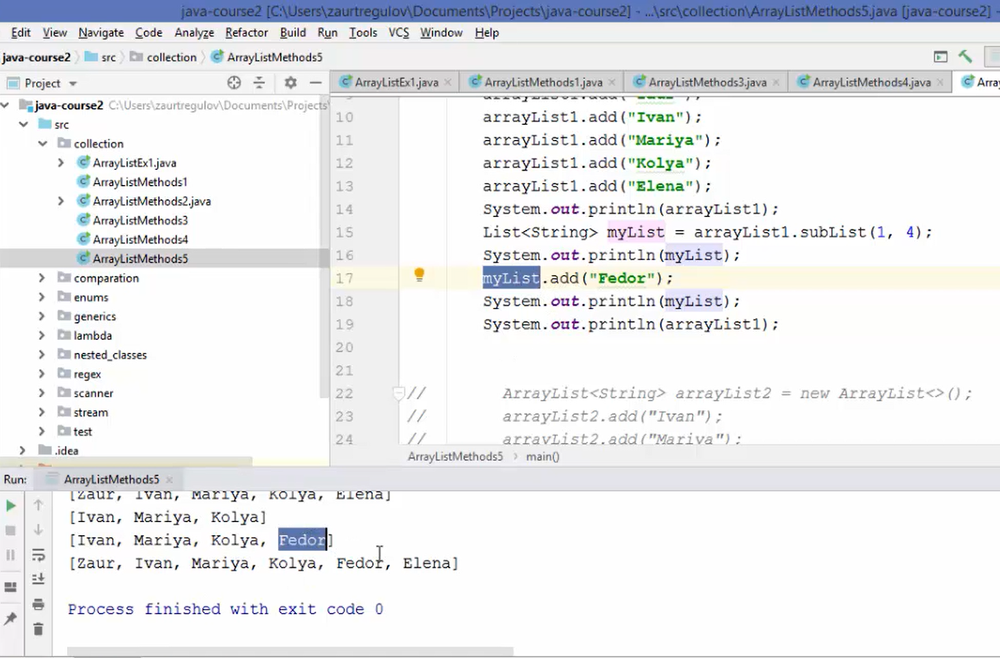 java-course2 [C:\Users\zaurtregulov\Documents\Projects\java-course2] - ...\src\collection\ArrayListMethods5.java [java-course2] -
Edit View Navigate Code Analyze Refactor Build Run Tools VCS Window Help
java-course2 src collection ArrayListMethods5
Project
ArrayListEx1.java ArrayListMethods1.java ArrayListMethods3.java ArrayListMethods4.java Array
java-course2 C:\Users\zaurtregulov\Documents\Projects\
src
collection
ArrayListEx1.java
ArrayListMethods1
ArrayListMethods2.java
ArrayListMethods3
ArrayListMethods4
ArrayListMethods5
comparation
enums
generics
lambda
nested_classes
regex
scanner
stream
test
.idea
9 arrayList1.add("Zaur");
10 arrayList1.add("Ivan");
11 arrayList1.add("Mariya");
12 arrayList1.add("Kolya");
13 arrayList1.add("Elena");
14 System.out.println(arrayList1);
15 List<String> myList = arrayList1.subList(1, 4);
16 System.out.println(myList);
17 myList.add("Fedor");
18 System.out.println(myList);
19 System.out.println(arrayList1);
20
21
22 // ArrayList<String> arrayList2 = new ArrayList<>();
23 // arrayList2.add("Ivan");
24 // arrayList2.add("Mariya");
ArrayListMethods5 main()
Run: ArrayListMethods5
[Zaur, Ivan, Mariya, Kolya, Elena]
[Ivan, Mariya, Kolya]
[Ivan, Mariya, Kolya, Fedor]
[Zaur, Ivan, Mariya, Kolya, Fedor, Elena]
Process finished with exit code 0